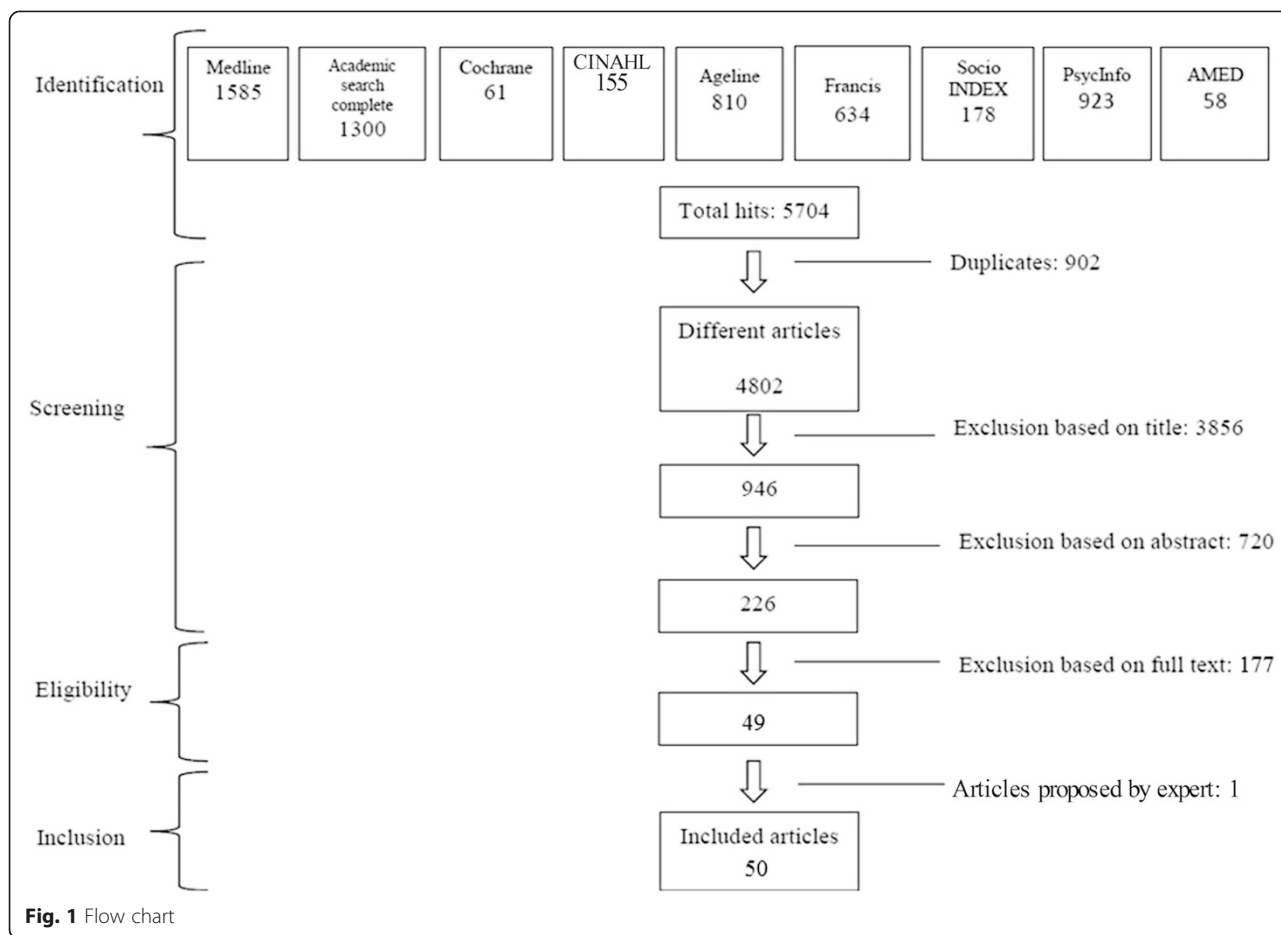 Identification
Medline
1585
Academic
search
complete
1300
Cochrane
61
CINAHL
155
Ageline
810
Francis
634
Socio
INDEX
178
PsycInfo
923
AMED
58
Total hits: 5704
Duplicates: 902
Screening
Different articles
4802
Exclusion based on title: 3856
946
Exclusion based on abstract: 720
226
Eligibility
Exclusion based on full text: 177
49
Inclusion
Articles proposed by expert: 1
Included articles
50
Fig. 1 Flow chart